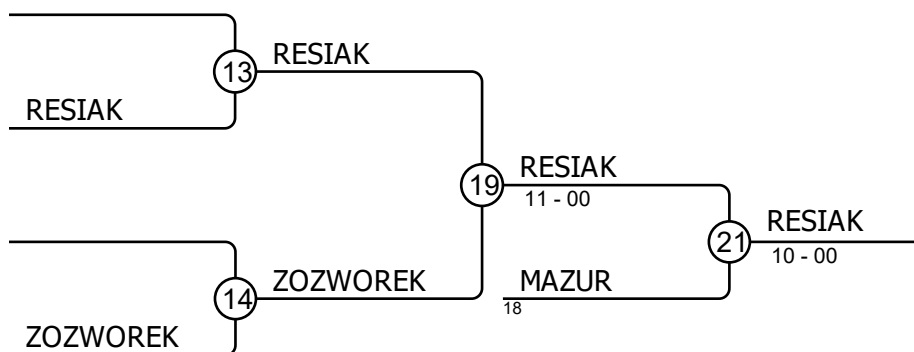 13
RESIAK
RESIAK
19
RESIAK
11 - 00
21
RESIAK
10 - 00
14
ZOZWOREK
MAZUR
18
ZOZWOREK